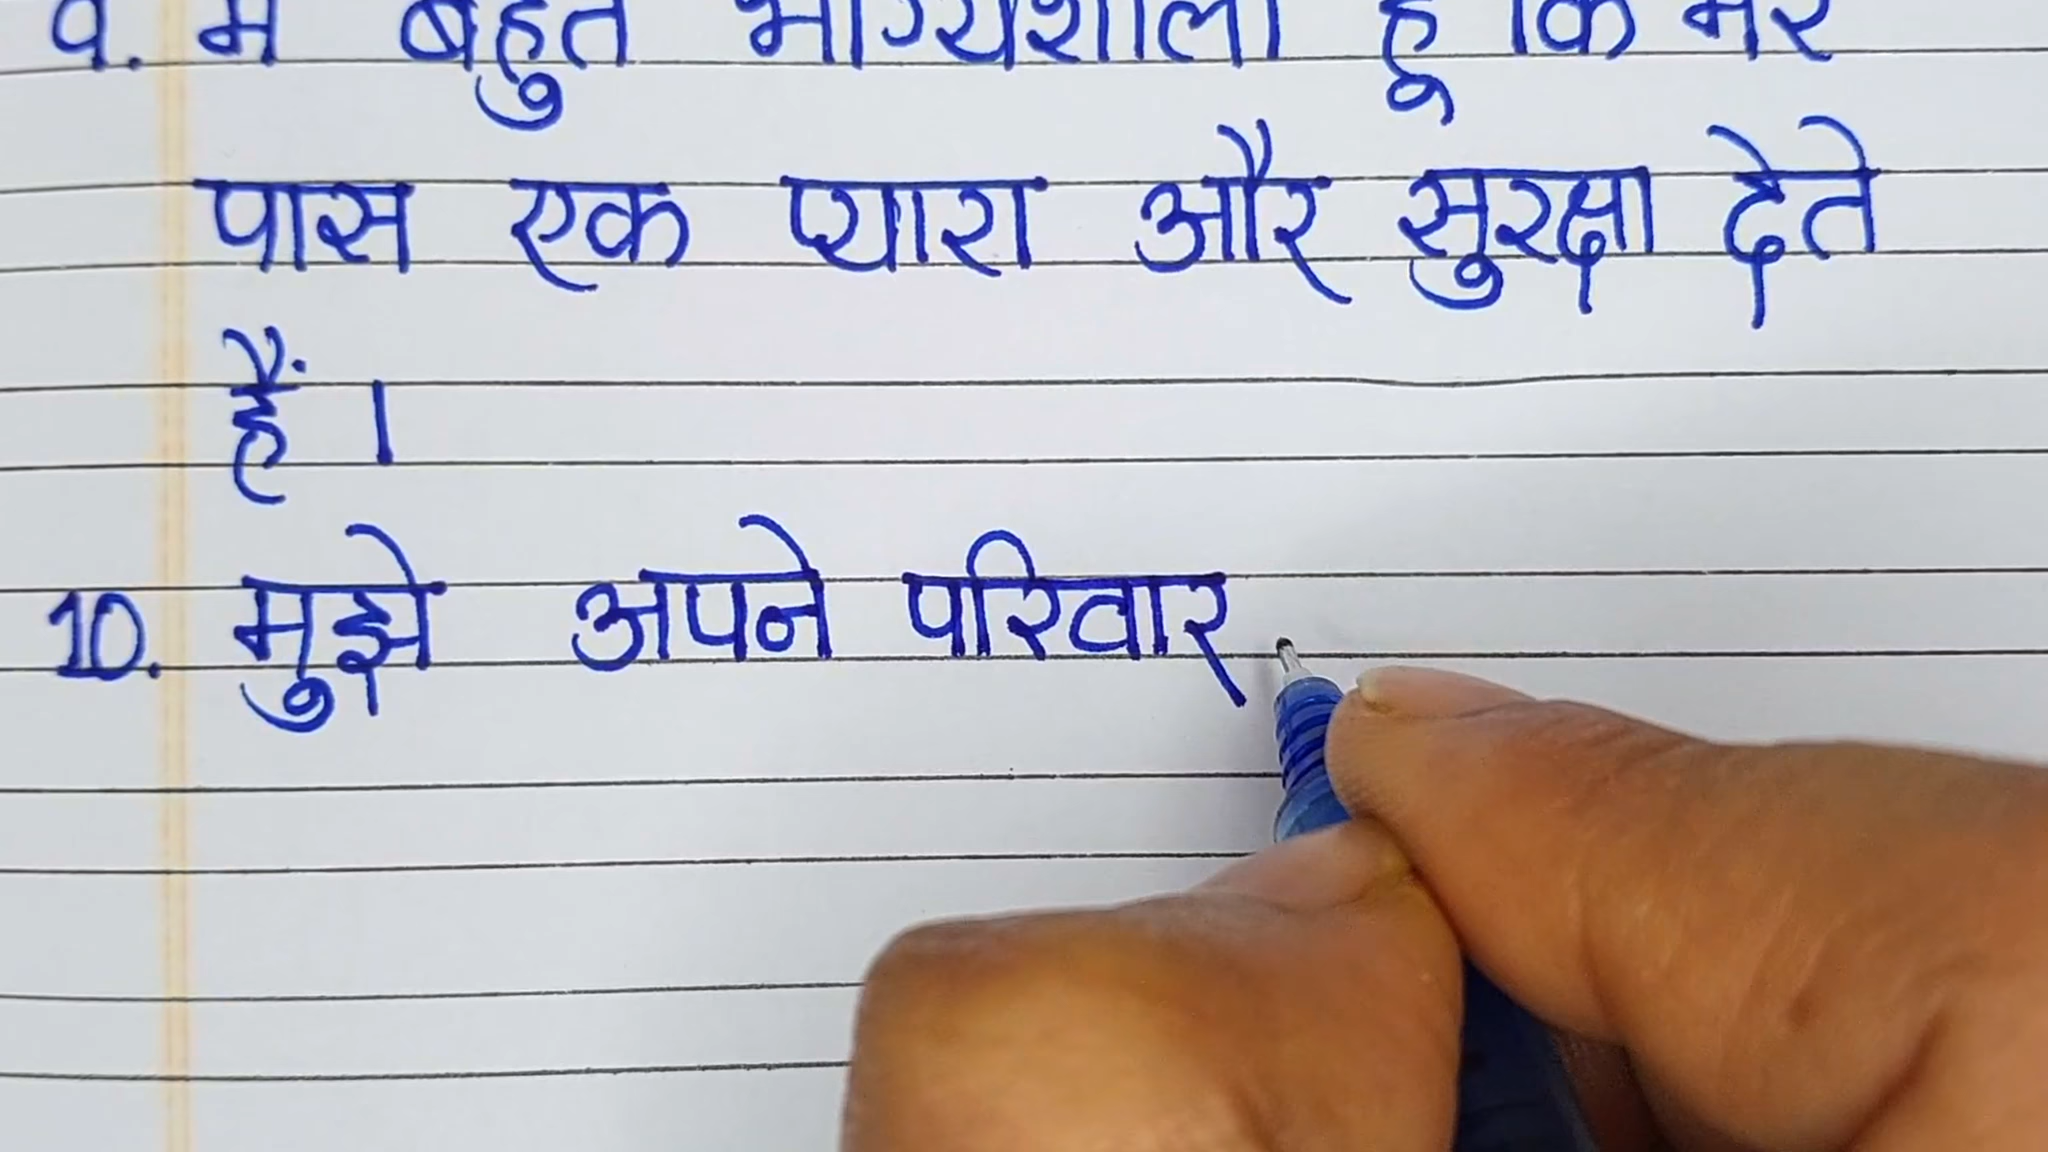 9. मैं बहुत भाग्यशाली हूँ कि मेरे
पास एक प्यारा और सुरक्षा देते
हैं ।
10. मुझे अपने परिवार